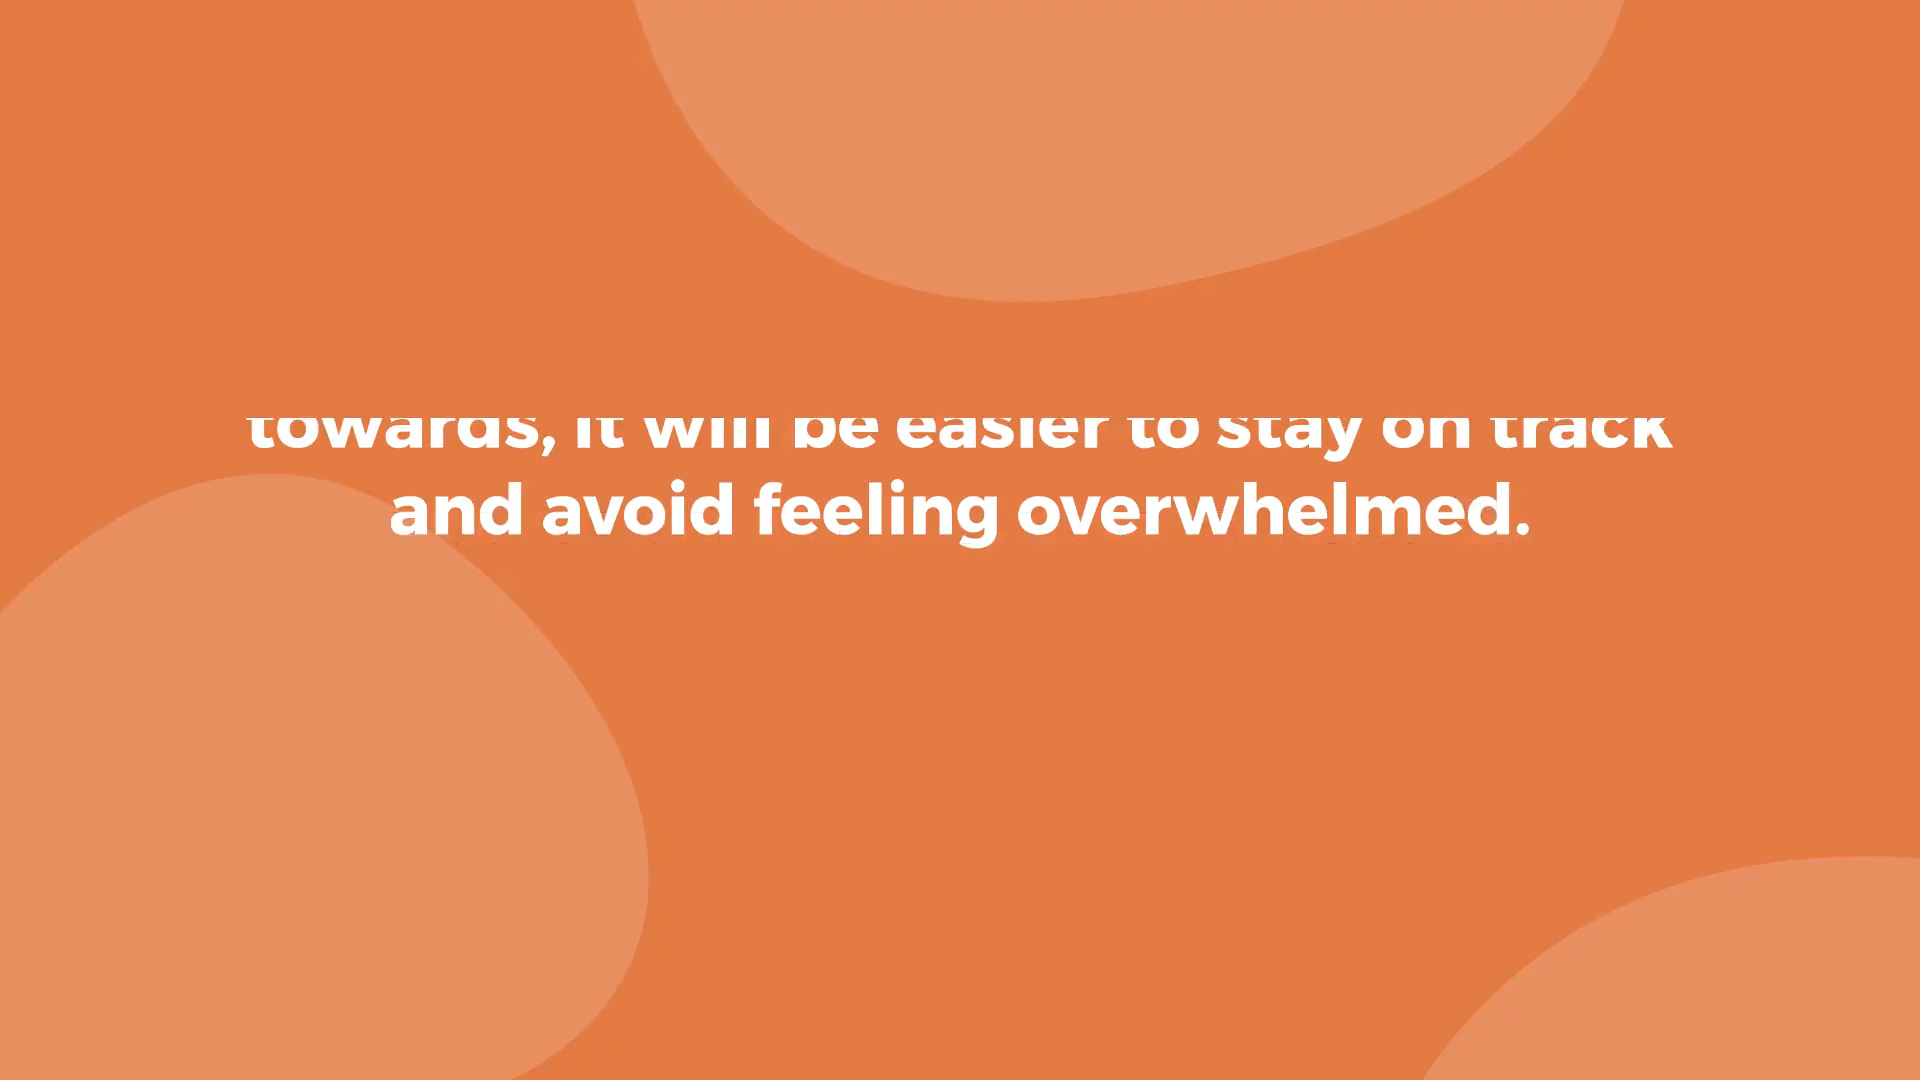 towards, it will be easier to stay on track
and avoid feeling overwhelmed.